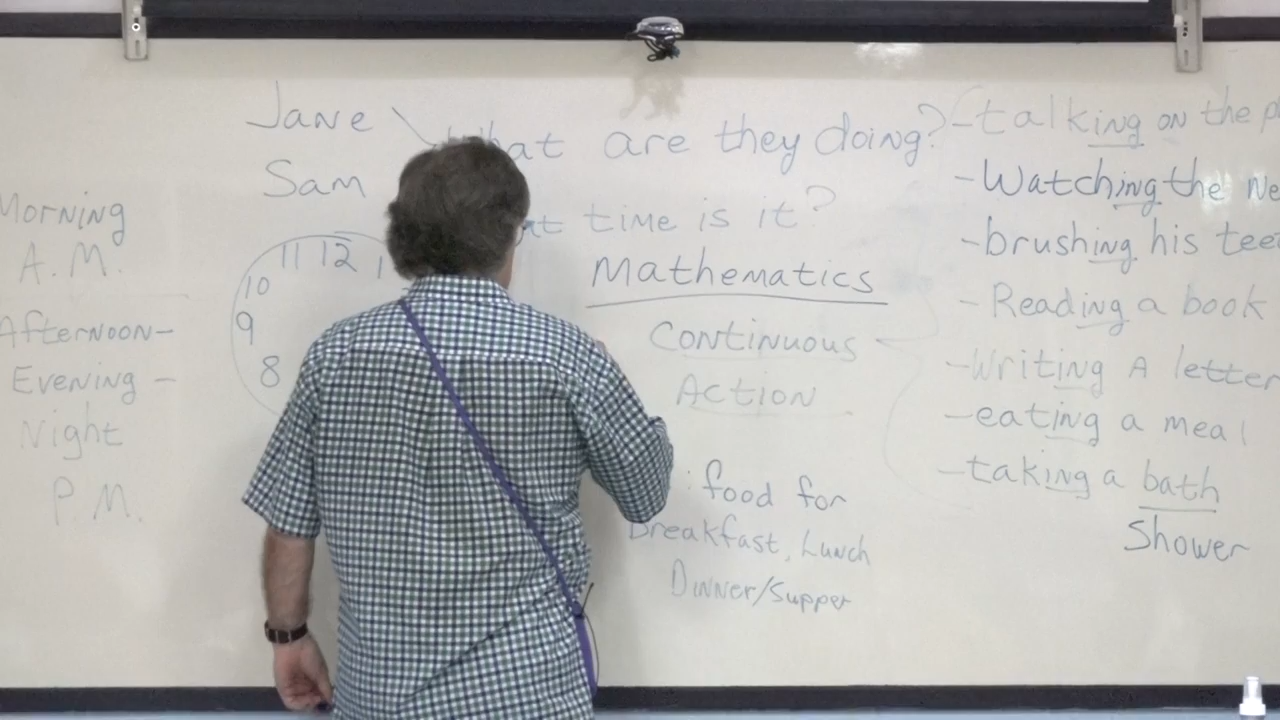 Morning
A.M.
Afternoon-
Evening -
Night
P.M.
Jane
Sam
11 12 1
10
9
8
What are they doing?
time is it?
Mathematics
Continuous
Action
: food for
Breakfast, Lunch
Dinner/Supper
-talking on the
-Watching the
-brushing his
-Reading a book
-Writing A letter
-eating a meal
-taking a bath
Shower